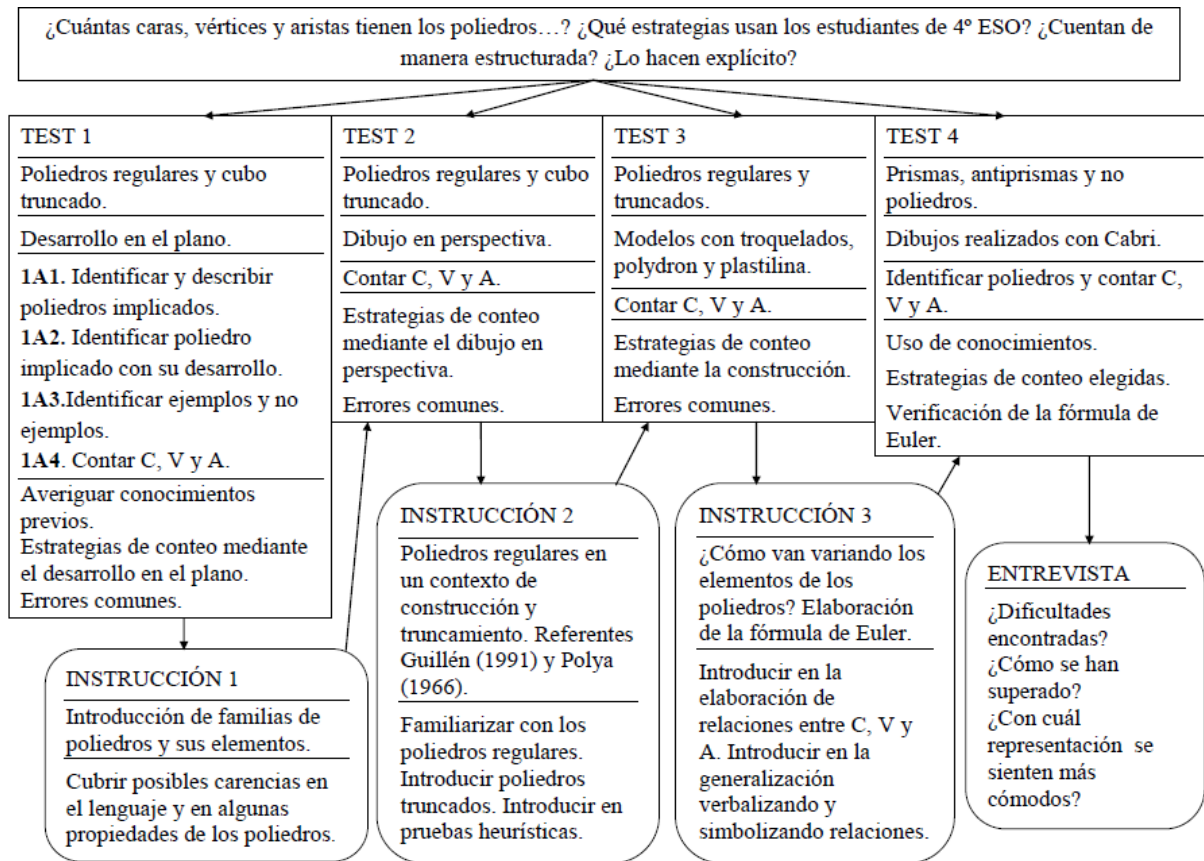 ¿Cuántas caras, vértices y aristas tienen los poliedros…? ¿Qué estrategias usan los estudiantes de 4º ESO? ¿Cuentan de
manera estructurada? ¿Lo hacen explícito?
TEST 1
Poliedros regulares y cubo
truncado.
Desarrollo en el plano.
1A1. Identificar y describir
poliedros implicados.
1A2. Identificar poliedro
implicado con su desarrollo.
1A3.Identificar ejemplos y no
ejemplos.
1A4. Contar C, V y A.
Averiguar conocimientos
previos.
Estrategias de conteo mediante
el desarrollo en el plano.
Errores comunes.
TEST 2
Poliedros regulares y cubo
truncado.
Dibujo en perspectiva.
Contar C, V y A.
Estrategias de conteo
mediante el dibujo en
perspectiva.
Errores comunes.
TEST 3
Poliedros regulares y
truncados.
Modelos con troquelados,
polydron y plastilina.
Contar C, V y A.
Estrategias de conteo
mediante la construcción.
Errores comunes.
TEST 4
Prismas, antiprismas y no
poliedros.
Dibujos realizados con Cabri.
Identificar poliedros y contar C,
V y A.
Uso de conocimientos.
Estrategias de conteo elegidas.
Verificación de la fórmula de
Euler.
INSTRUCCIÓN 1
Introducción de familias de
poliedros y sus elementos.
Cubrir posibles carencias en
el lenguaje y en algunas
propiedades de los poliedros.
INSTRUCCIÓN 2
Poliedros regulares en
un contexto de
construcción y
truncamiento. Referentes
Guillén (1991) y Polya
(1966).
Familiarizar con los
poliedros regulares.
Introducir poliedros
truncados. Introducir en
pruebas heurísticas.
INSTRUCCIÓN 3
¿Cómo van variando los
elementos de los
poliedros? Elaboración
de la fórmula de Euler.
Introducir en la
elaboración de
relaciones entre C, V y
A. Introducir en la
generalización
verbalizando y
simbolizando relaciones.
ENTREVISTA
¿Dificultades
encontradas?
¿Cómo se han
superado?
¿Con cuál
representación se
sienten más
cómodos?